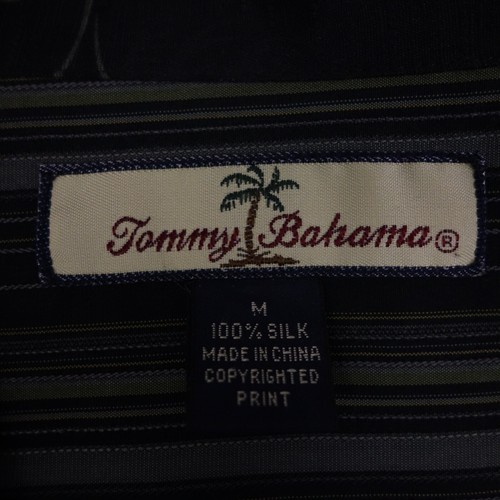 Tommy Bahama®
M
100% SILK
MADE IN CHINA
COPYRIGHTED
PRINT